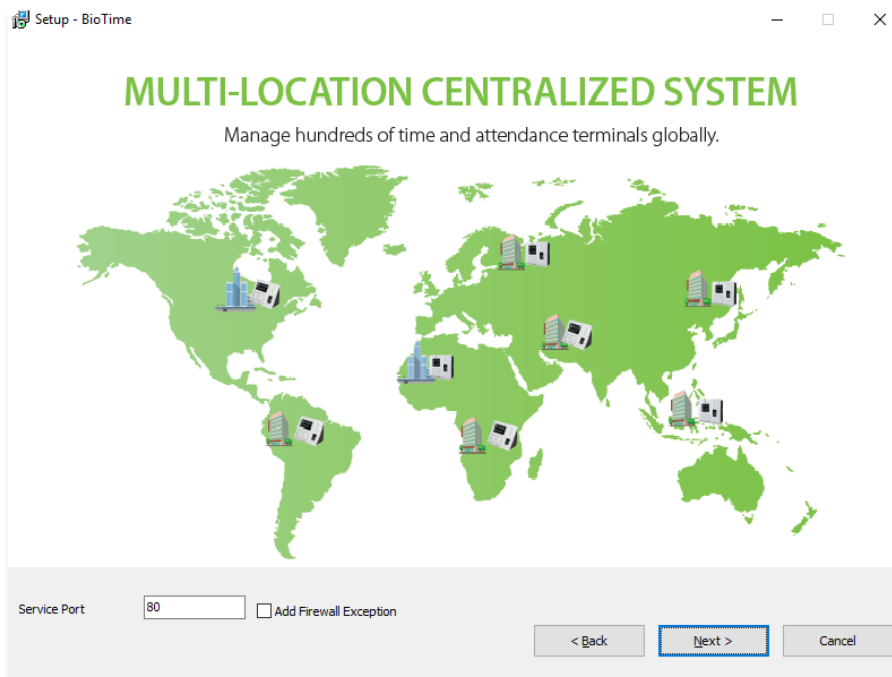 Setup - BioTime
MULTI-LOCATION CENTRALIZED SYSTEM
Manage hundreds of time and attendance terminals globally.
Service Port
80
Add Firewall Exception
< Back
Next >
Cancel